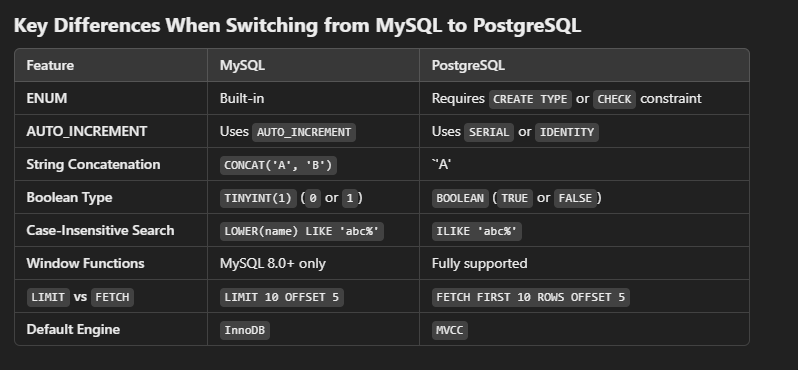 Key Differences When Switching from MySQL to PostgreSQL
Feature MySQL PostgreSQL
ENUM Built-in Requires CREATE TYPE or CHECK constraint
AUTO_INCREMENT Uses AUTO_INCREMENT Uses SERIAL or IDENTITY
String Concatenation CONCAT('A', 'B') `'A'
Boolean Type TINYINT(1) (0 or 1) BOOLEAN (TRUE or FALSE)
Case-Insensitive Search LOWER(name) LIKE 'abc%' ILIKE 'abc%'
Window Functions MySQL 8.0+ only Fully supported
LIMIT vs FETCH LIMIT 10 OFFSET 5 FETCH FIRST 10 ROWS OFFSET 5
Default Engine InnoDB MVCC